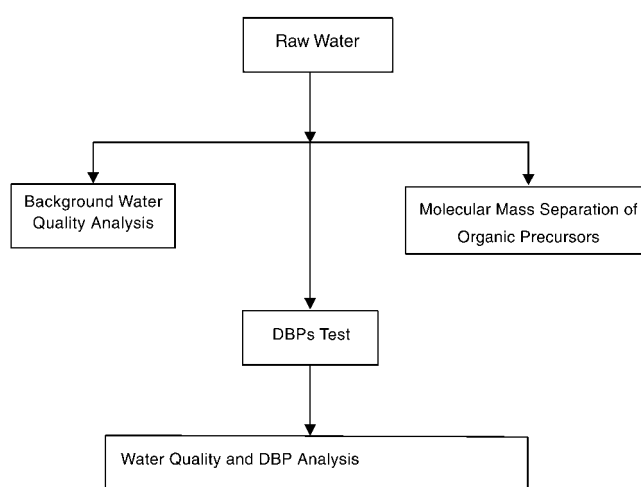 Raw Water
Background Water
Quality Analysis
Molecular Mass Separation of
Organic Precursors
DBPs Test
Water Quality and DBP Analysis